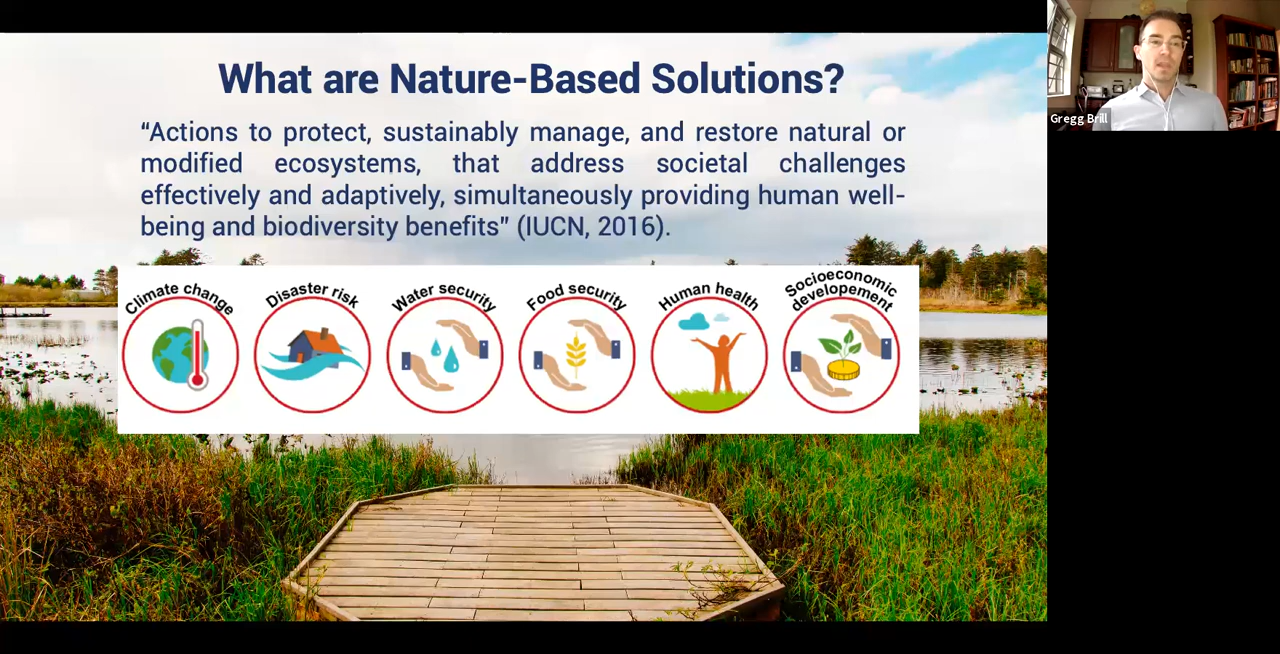 What are Nature-Based Solutions?
“Actions to protect, sustainably manage, and restore natural or
modified ecosystems, that address societal challenges
effectively and adaptively, simultaneously providing human well-
being and biodiversity benefits” (IUCN, 2016).
Climate change
Disaster risk
Water security
Food security
Human health
Socioeconomic
developement
Gregg Brill